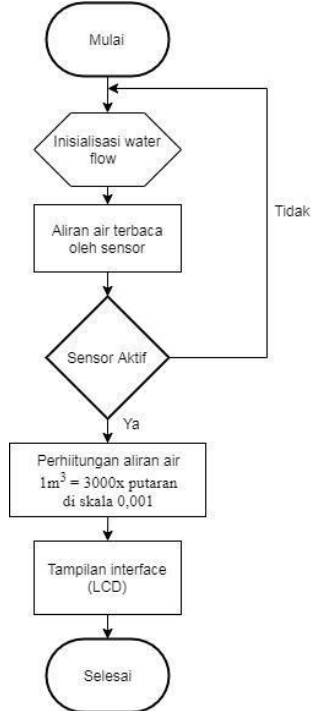 Mulai
Inisialisasi water
flow
Aliran air terbaca
oleh sensor
Tidak
Sensor Aktif
Ya
Perhiitungan aliran air
1m³ = 3000x putaran
di skala 0,001
Tampilan interface
(LCD)
Selesai